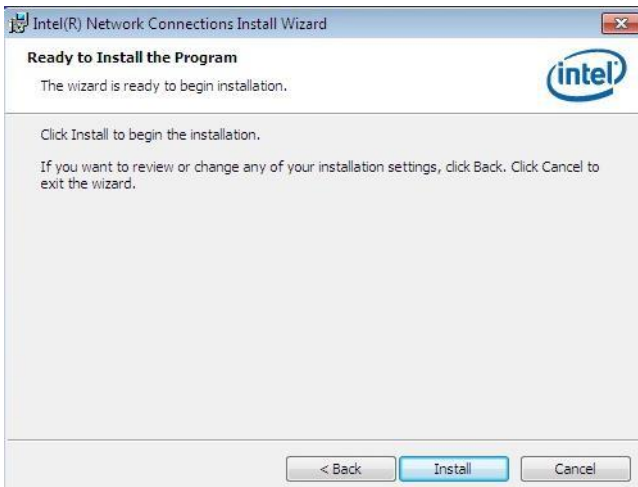 Intel(R) Network Connections Install Wizard
Ready to Install the Program
The wizard is ready to begin installation.
intel
Click Install to begin the installation.
If you want to review or change any of your installation settings, click Back. Click Cancel to
exit the wizard.
< Back
Install
Cancel